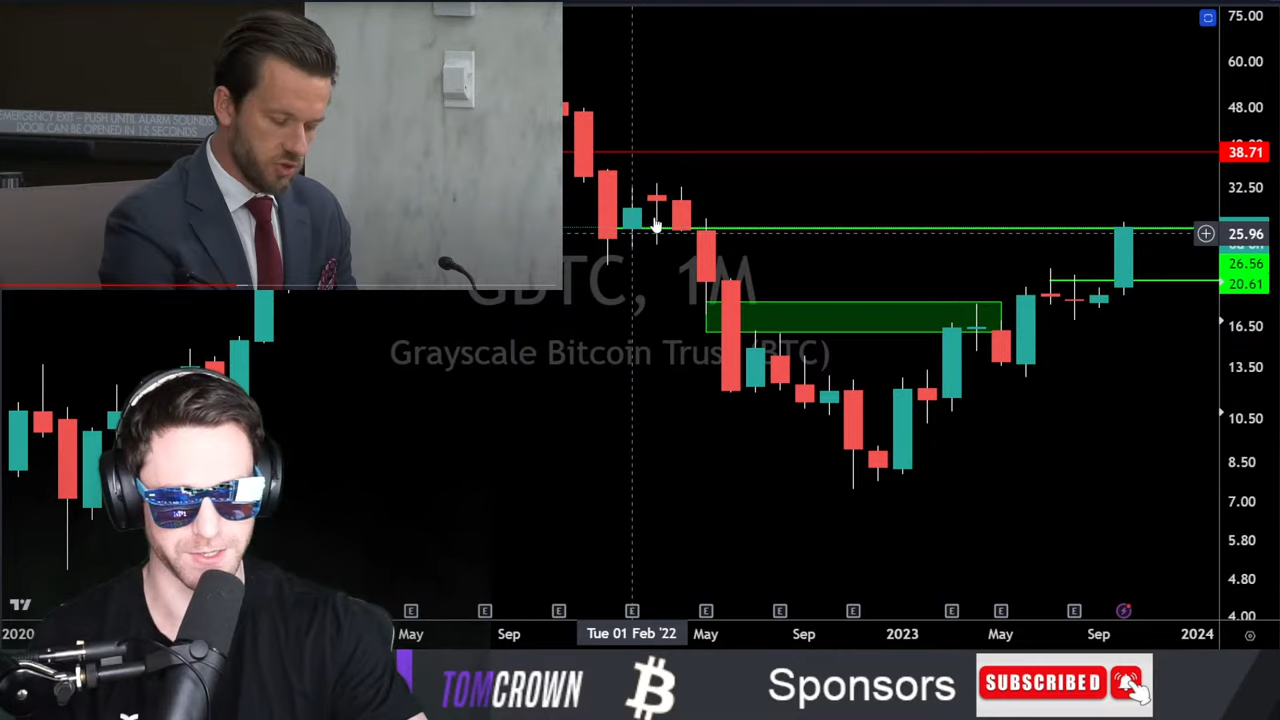 EMERGENCY EXIT – PUSH UNTIL ALARM SOUNDS
DOOR CAN BE OPENED IN 15 SECONDS
GBTC, 1M
Grayscale Bitcoin Trust (BTC)
75.00
60.00
48.00
38.71
32.50
25.96
26.56
20.61
16.50
13.50
10.50
8.50
7.00
5.80
4.80
4.00
E
E
E
E
E
E
E
E
E
E
2020
May
Sep
Tue 01 Feb '22
May
Sep
2023
May
Sep
2024
TOMCROWN
Sponsors
SUBSCRIBED